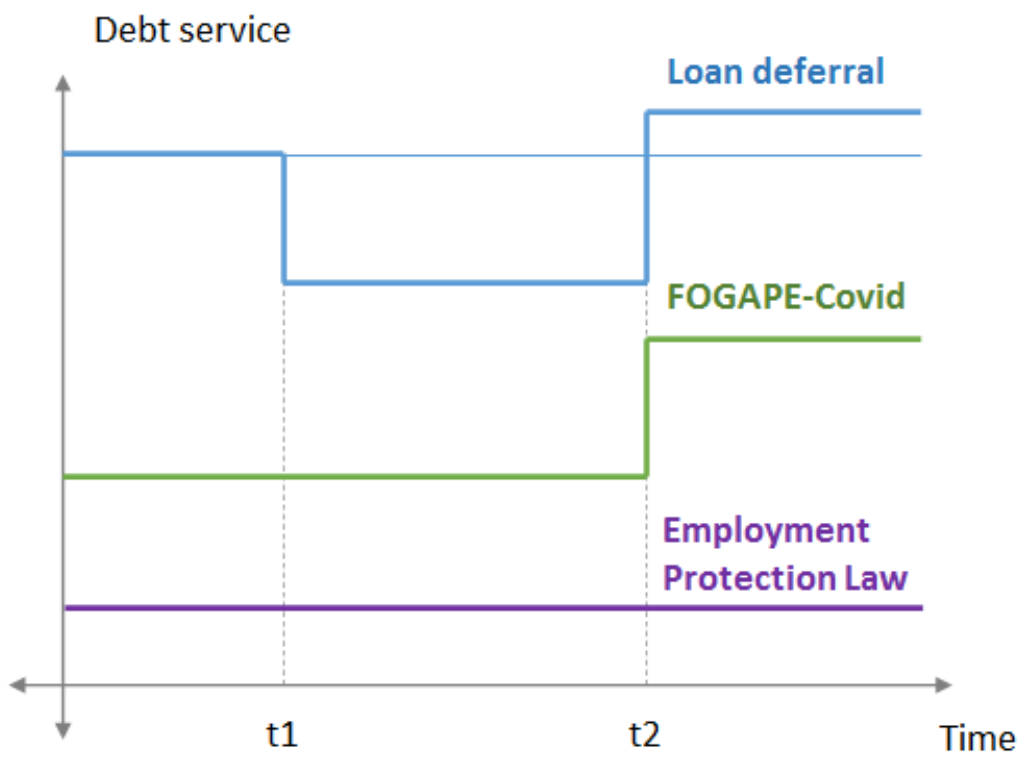 Debt service
Loan deferral
FOGAPE-Covid
Employment
Protection Law
t1
t2
Time